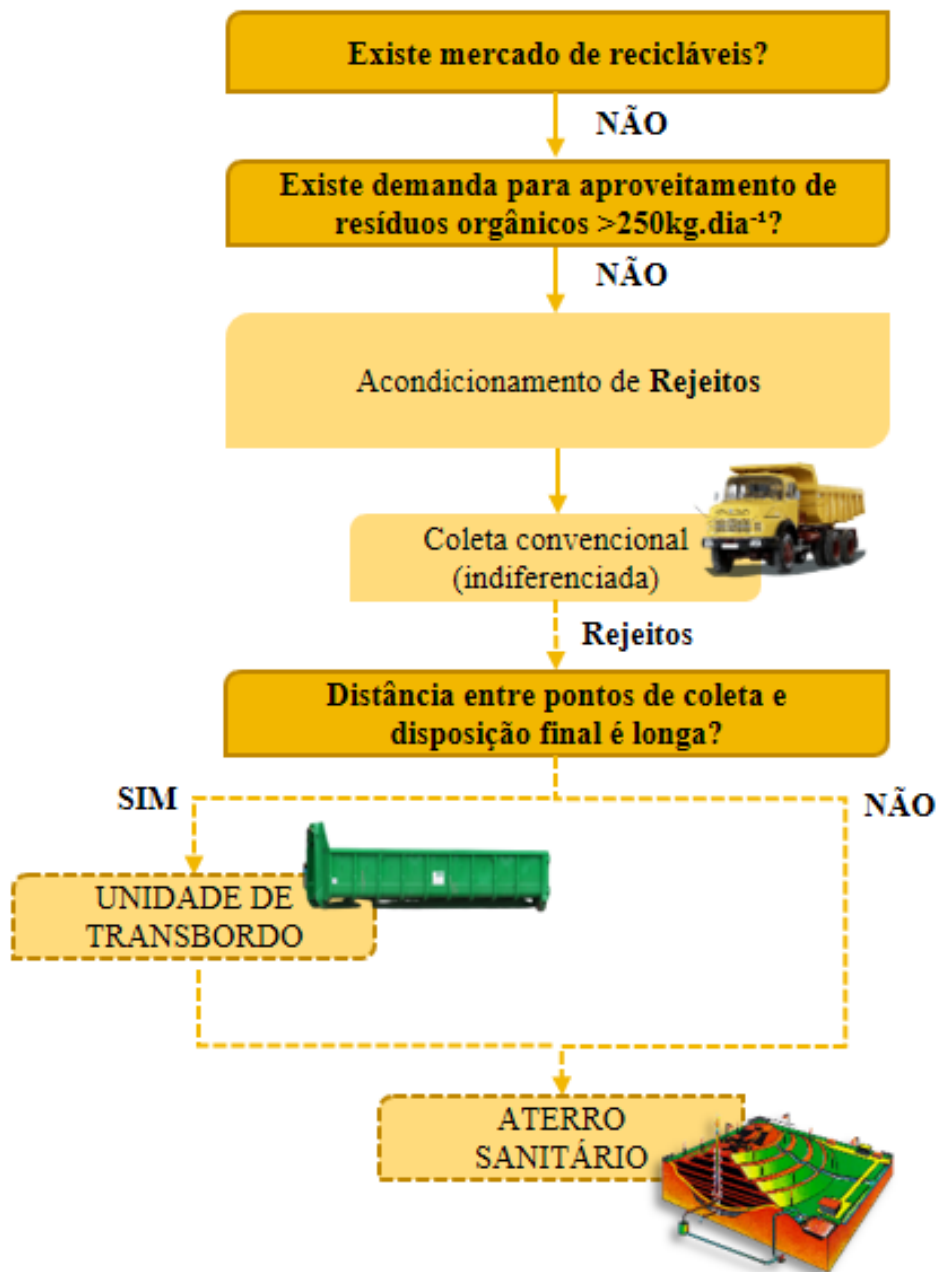 Existe mercado de recicláveis?
NÃO
Existe demanda para aproveitamento de
resíduos orgânicos >250kg.dia⁻¹?
NÃO
Acondicionamento de Rejeitos
Coleta convencional
(indiferenciada)
Rejeitos
Distância entre pontos de coleta e
disposição final é longa?
SIM
NÃO
UNIDADE DE
TRANSBORDO
ATERRO
SANITÁRIO